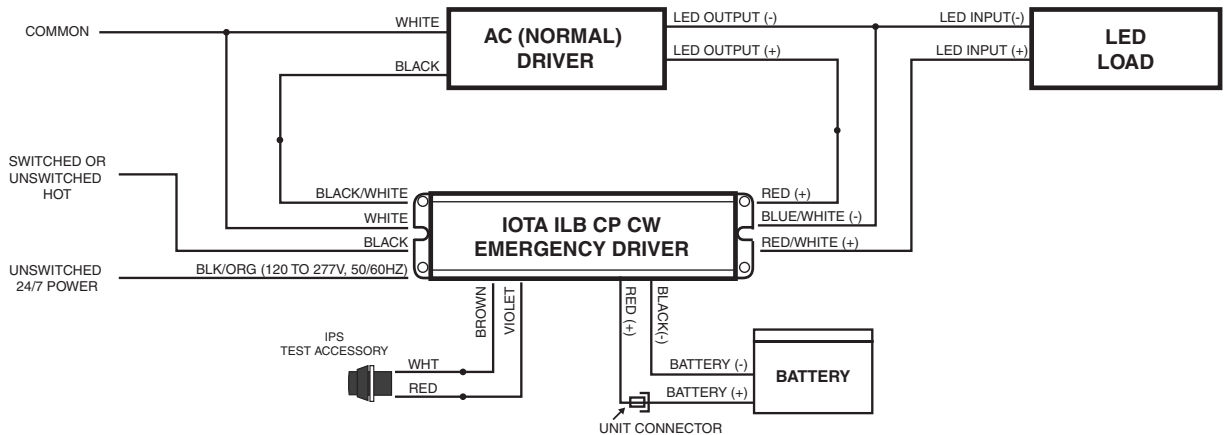 COMMON
WHITE
BLACK
AC (NORMAL)
DRIVER
LED OUTPUT (-)
LED OUTPUT (+)
LED INPUT(-)
LED INPUT (+)
LED
LOAD
SWITCHED OR
UNSWITCHED
HOT
UNSWITCHED
24/7 POWER
BLACK/WHITE
WHITE
BLACK
BLK/ORG (120 TO 277V, 50/60HZ)
IOTA ILB CP CW
EMERGENCY DRIVER
RED (+)
BLUE/WHITE (-)
RED/WHITE (+)
BROWN
VIOLET
RED (+)
BLACK(-)
IPS
TEST ACCESSORY
WHT
RED
BATTERY (-)
BATTERY (+)
BATTERY
UNIT CONNECTOR